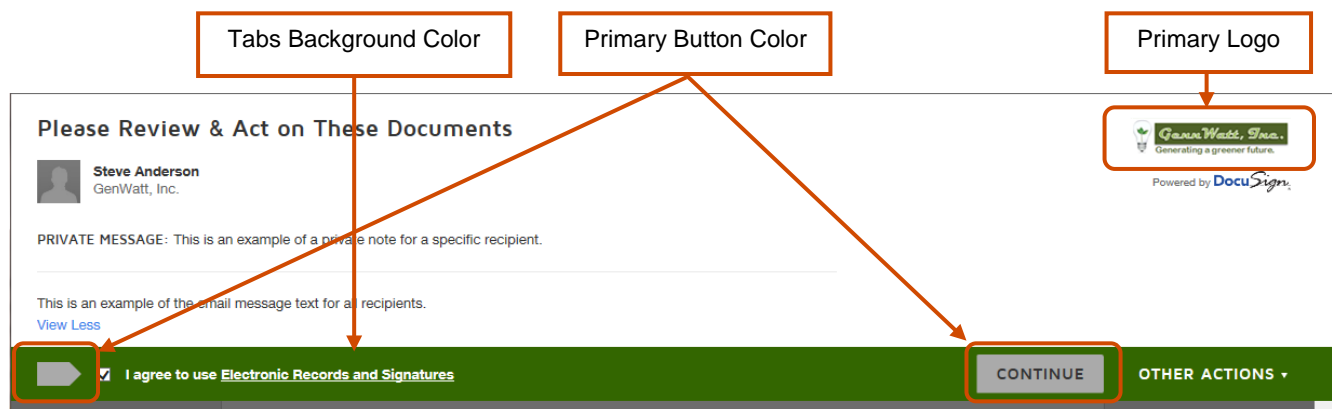 Tabs Background Color
Primary Button Color
Primary Logo
Please Review & Act on These Documents
GenWatt, Inc.
Generating a greener future.
Steve Anderson
GenWatt, Inc.
Powered by DocuSign
PRIVATE MESSAGE: This is an example of a private note for a specific recipient.
This is an example of the email message text for all recipients.
View Less
I agree to use Electronic Records and Signatures
CONTINUE
OTHER ACTIONS